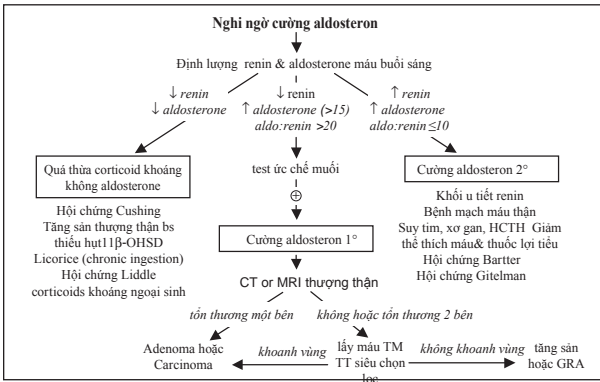 Nghi ngờ cường aldosteron
Định lượng renin & aldosterone máu buổi sáng
↓ renin
↓ aldosterone
↓ renin
↑ aldosterone (>15)
aldo:renin >20
↑ renin
↑ aldosterone
aldo:renin ≤10
Quá thừa corticoid khoáng
không aldosterone
Hội chứng Cushing
Tăng sản thượng thận bs
thiếu hụt11β-OHSD
Licorice (chronic ingestion)
Hội chứng Liddle
corticoids khoáng ngoại sinh
test ức chế muối
⊕
Cường aldosteron 1°
Cường aldosteron 2°
Khối u tiết renin
Bệnh mạch máu thận
Suy tim, xơ gan, HCTH Giảm
thể thích máu& thuốc lợi tiểu
Hội chứng Bartter
Hội chứng Gitelman
CT or MRI thượng thận
tổn thương một bên
không hoặc tổn thương 2 bên
Adenoma hoặc
Carcinoma
khoanh vùng
lấy máu TM
TT siêu chọn
lọc
không khoanh vùng
tăng sản
hoặc GRA